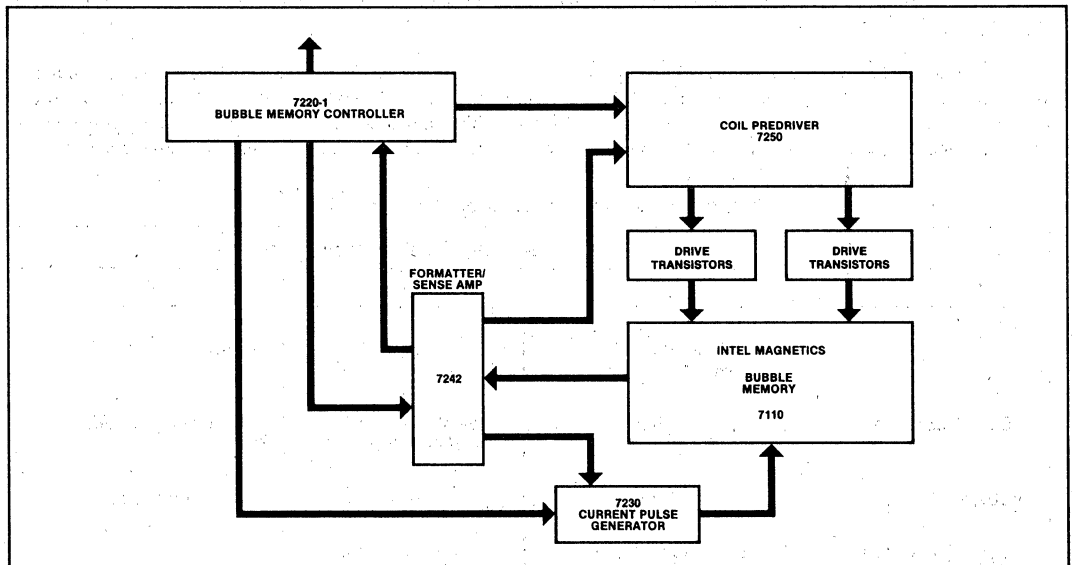 7220-1
BUBBLE MEMORY CONTROLLER
COIL PREDRIVER
7250
DRIVE
TRANSISTORS
DRIVE
TRANSISTORS
FORMATTER/
SENSE AMP
7242
INTEL MAGNETICS
BUBBLE
MEMORY
7110
7230
CURRENT PULSE
GENERATOR